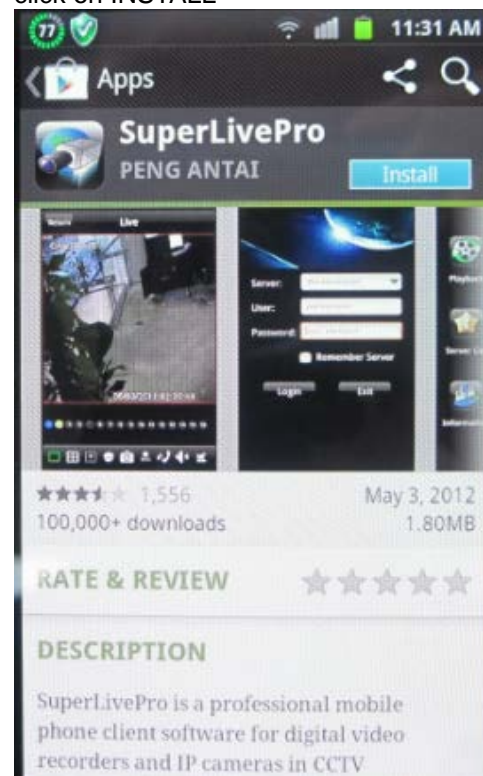 click on INSTALL
77 11:31 AM
Apps
SuperLivePro
PENG ANTAI
Install
Live
Server:
User:
Password:
Remember Server
Login Exit
1,556 May 3, 2012
100,000+ downloads 1.80MB
RATE & REVIEW
DESCRIPTION
SuperLivePro is a professional mobile
phone client software for digital video
recorders and IP cameras in CCTV